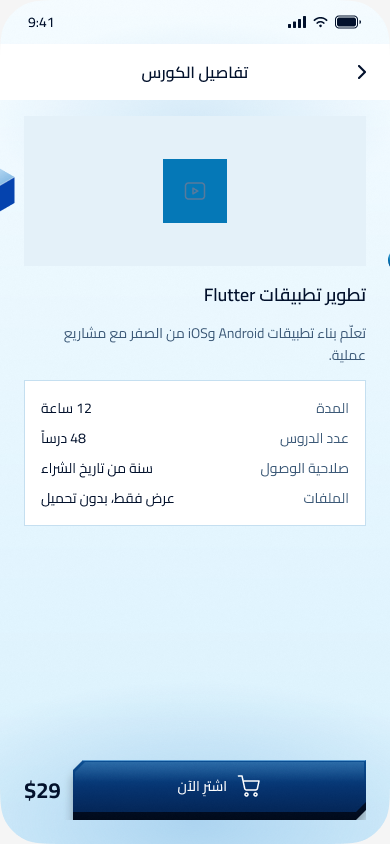 9:41
تفاصيل الكورس
تطوير تطبيقات Flutter
تعلّم بناء تطبيقات Android وiOS من الصفر مع مشاريع
عملية.
المدة 12 ساعة
عدد الدروس 48 درساً
صلاحية الوصول سنة من تاريخ الشراء
الملفات عرض فقط، بدون تحميل
اشترِ الآن $29